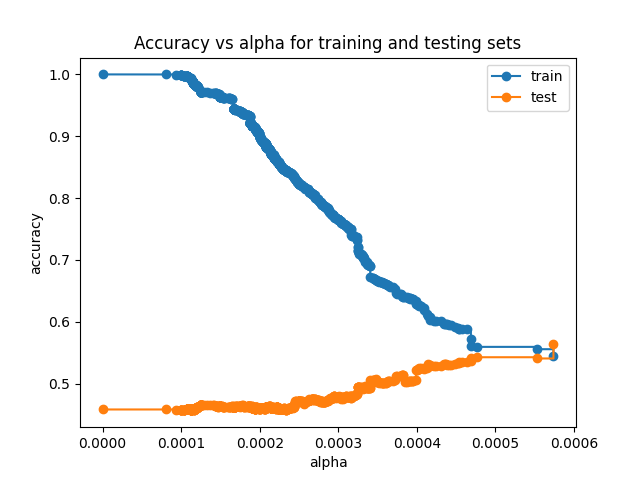 Accuracy vs alpha for training and testing sets
train
test
1.0
0.9
0.8
0.7
0.6
0.5
accuracy
0.0000 0.0001 0.0002 0.0003 0.0004 0.0005 0.0006
alpha